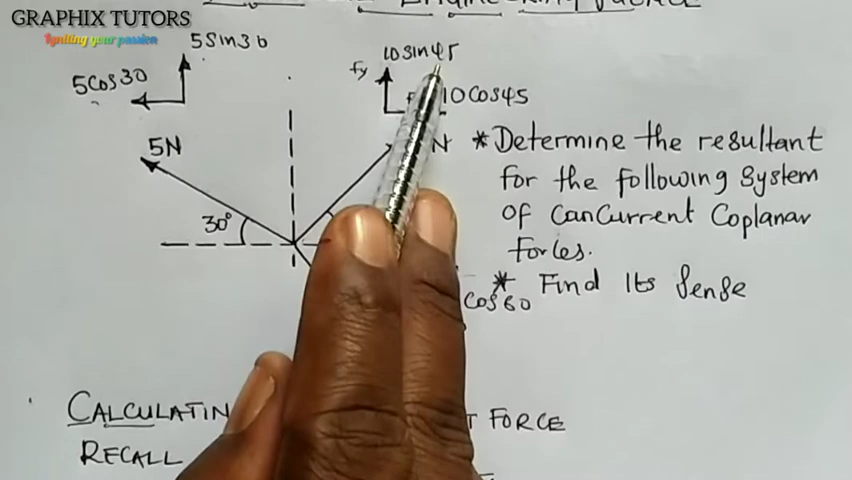 GRAPHIX TUTORS
Igniting your passion
5Sin30
5Cos30
10Sin45
fy
10Cos45
5N
N
30°
* Determine the resultant
for the following System
of Concurrent Coplanar
forces.
* Find Its Sense
Cos60
CALCULATIN
FORCE
RECALL